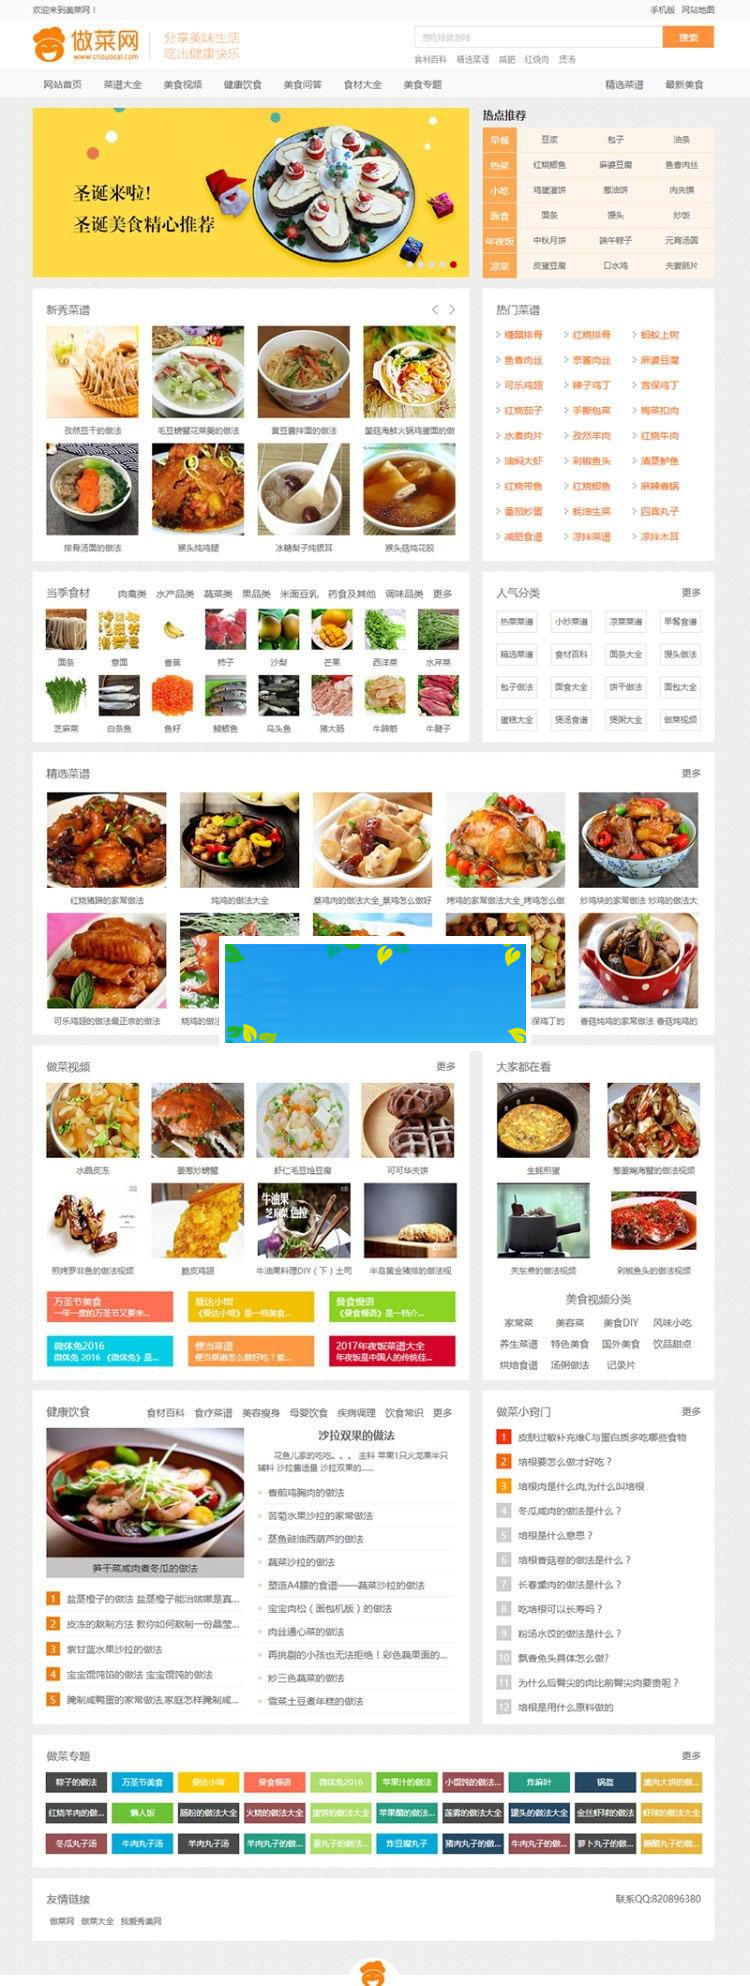 欢迎来到美菜网！
手机版 网站地图
做菜网
www.cnzuocai.com
分享美味生活
吃出健康快乐
搜索
食材百科 精选菜谱 减肥 红烧肉 煲汤
网站首页 菜谱大全 美食视频 健康饮食 美食问答 食材大全 美食专题 精选菜谱 最新美食
圣诞来啦!
圣诞美食精心推荐
热点推荐
早餐 豆浆 包子 油条
热菜 红烧鲫鱼 麻婆豆腐 鱼香肉丝
小吃 鸡蛋灌饼 葱油饼 肉夹馍
面食 面条 馒头 炒饭
年夜饭 中秋月饼 端午粽子 元宵汤圆
凉菜 皮蛋豆腐 口水鸡 夫妻肺片
新秀菜谱
孜然豆干的做法 毛豆螃蟹花菜羹的做法 黄豆酱拌面的做法 菌菇海鲜火锅鸡蛋面的做
排骨汤面的做法 猴头炖鸡腿 冰糖梨子炖银耳 猴头菇炖花胶
热门菜谱
糖醋排骨 红烧排骨 蚂蚁上树
鱼香肉丝 京酱肉丝 麻婆豆腐
可乐鸡翅 辣子鸡丁 宫保鸡丁
红烧茄子 手撕包菜 梅菜扣肉
水煮肉片 孜然羊肉 红烧牛肉
油焖大虾 剁椒鱼头 清蒸鲈鱼
红烧带鱼 红烧鲫鱼 麻辣香锅
番茄炒蛋 蚝油生菜 四喜丸子
减肥食谱 凉拌菜谱 凉拌木耳
当季食材 肉禽类 水产品类 蔬菜类 果品类 米面豆乳 药食及其他 调味品类 更多
面条 意面 香蕉 柿子 沙梨 芒果 西洋菜 水芹菜
芝麻菜 白条鱼 鱼籽 鲮鲫鱼 乌头鱼 猪大肠 牛蹄筋 牛腱子
人气分类 更多
热菜菜谱 小炒菜谱 凉菜菜谱 早餐食谱
精选菜谱 食材百科 面条大全 馒头做法
包子做法 面食大全 饼干做法 面包大全
蛋糕大全 煲汤食谱 煲粥大全 做菜视频
精选菜谱 更多
红烧猪蹄的家常做法 炖鸡的做法大全 蒸鸡肉的做法大全_蒸鸡怎么做好 烤鸡的家常做法大全_烤鸡怎么做 炒鸡块的家常做法 炒鸡的做法大
可乐鸡翅的做法最正宗的做法 烧鸡的做法 保鸡丁的 香菇炖鸡的家常做法 香菇炖鸡的
做菜视频 更多
水晶皮冻 姜葱炒螃蟹 虾仁毛豆烩豆腐 可可华夫饼
牛油果
芝麻菜 色拉
煎烤罗非鱼的做法视频 脆皮鸡翅 牛油果料理DIY（下）土司 半岛黄金猪排的做法视
万圣节美食
一年一度的万圣节又要来...
曼达小馆
《曼达小馆》是一档美食...
曼食慢语
《曼食慢语》是一档介...
微体兔2016
微体兔 2016 《微体兔》是...
便当菜谱
便当菜谱怎么做好吃？爱...
2017年夜饭菜谱大全
年夜饭是中国人的传统佳...
大家都在看
生蚝煎蛋 葱姜焗海蟹的做法视频
关东煮的做法视频 剁椒鱼头的做法视频
美食视频分类
家常菜 美容菜 美食DIY 风味小吃
养生菜谱 特色美食 国外美食 饮品甜点
烘焙食谱 汤粥做法 记录片
健康饮食 食材百科 食疗菜谱 美容瘦身 母婴饮食 疾病调理 饮食常识 更多
笋干菜咸肉煮冬瓜的做法
1 盐蒸橙子的做法 盐蒸橙子能治咳嗽是真...
2 皮冻的熬制方法 教你如何熬制一份晶莹...
3 紫甘蓝水果沙拉的做法
4 宝宝馄饨馅的做法 宝宝馄饨的做法
5 腌制咸鸭蛋的家常做法,家庭怎样腌制咸...
沙拉双果的做法
花鱼儿家的吃吃。。。 主料 苹果1只火龙果半只
辅料 沙拉酱适量 沙拉双果的......
香煎鸡胸肉的做法
苦菊水果沙拉的家常做法
蒸鱼豉油西葫芦的做法
蔬菜沙拉的做法
塑造A4腰的食谱——蔬菜沙拉的做法
宝宝肉松（面包机版）的做法
肉丝通心菜的做法
再挑剔的小孩也无法拒绝！彩色蔬果面的...
炒三色蔬菜的做法
雪菜土豆煮年糕的做法
做菜小窍门 更多
1 皮肤过敏补充维C与蛋白质多吃哪些食物
2 培根要怎么做才好吃？
3 培根肉是什么肉,为什么叫培根
4 冬瓜咸肉的做法是什么？
5 培根是什么意思？
6 培根香菇卷的做法是什么？
7 长春熏肉的做法是什么？
8 吃培根可以长寿吗？
9 粉汤水饺的做法是什么？
10 飘香兔头具体怎么做?
11 为什么后臀尖的肉比前臀尖肉要贵呢？
12 培根是用什么原料做的
做菜专题 更多
粽子的做法 万圣节美食 曼达小馆 曼食慢语 微体兔2016 苹果汁的做法 小馄饨的做法... 炸麻叶 锅盔 熏肉大饼的做...
红烧羊肉的做... 懒人饭 肠粉的做法大全 火烧的做法大全 蛋饼的做法大全 苹果醋的做法... 莲雾的做法大全 罐头的做法大全 金丝虾球的做法 虾球的做法大全
冬瓜丸子汤 牛肉丸子汤 羊肉丸子汤 羊肉丸子的做... 素丸子的做法... 炸豆腐丸子 猪肉丸子的做... 牛肉丸子的做... 萝卜丸子的做... 糖醋丸子的做...
友情链接 联系QQ:820896380
做菜网 做菜大全 我爱秀美网